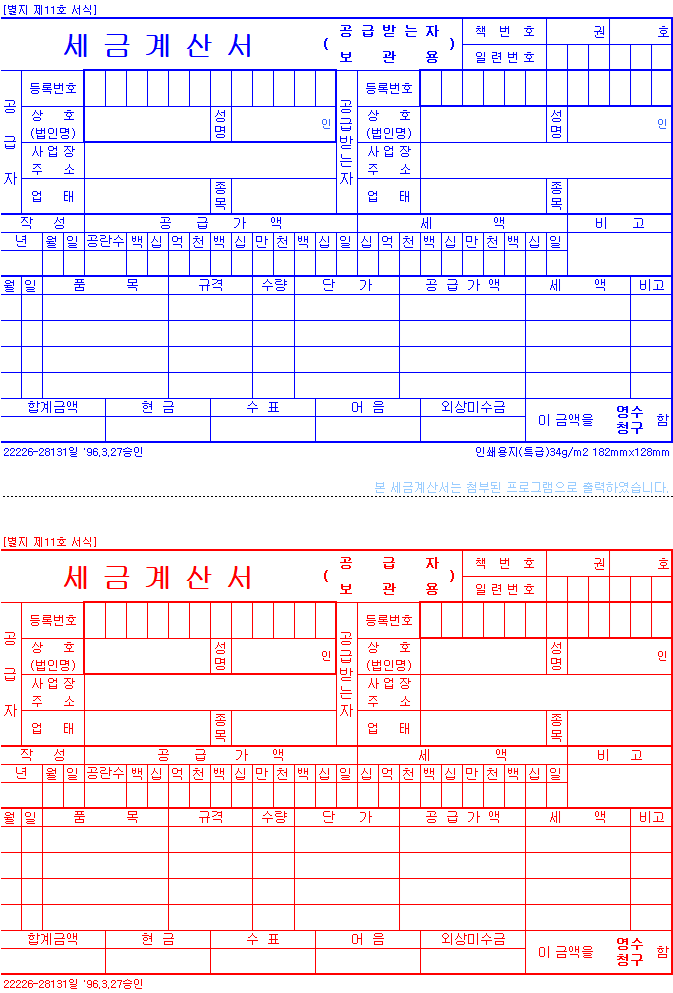 [별지 제11호 서식]
세 금 계 산 서 ( 공 급 받 는 자 보 관 용 ) 책 번 호 권 호
일 련 번 호
공 급 자 등록번호 공 급 받 는 자 등록번호
상 호 (법인명) 성 명 인 상 호 (법인명) 성 명 인
사 업 장 주 소 사 업 장 주 소
업 태 종 목 업 태 종 목
작 성 공 급 가 액 세 액 비 고
년 월 일 공란수 백 십 억 천 백 십 만 천 백 십 일 십 억 천 백 십 만 천 백 십 일
월 일 품 목 규격 수량 단 가 공 급 가 액 세 액 비고
합계금액 현 금 수 표 어 음 외상미수금 이 금액을 영수 청구 함
22226-28131일 '96,3,27승인 인쇄용지(특급)34g/m2 182mmx128mm
본 세금계산서는 첨부된 프로그램으로 출력하였습니다.
[별지 제11호 서식]
세 금 계 산 서 ( 공 급 자 보 관 용 ) 책 번 호 권 호
일 련 번 호
공 급 자 등록번호 공 급 받 는 자 등록번호
상 호 (법인명) 성 명 인 상 호 (법인명) 성 명 인
사 업 장 주 소 사 업 장 주 소
업 태 종 목 업 태 종 목
작 성 공 급 가 액 세 액 비 고
년 월 일 공란수 백 십 억 천 백 십 만 천 백 십 일 십 억 천 백 십 만 천 백 십 일
월 일 품 목 규격 수량 단 가 공 급 가 액 세 액 비고
합계금액 현 금 수 표 어 음 외상미수금 이 금액을 영수 청구 함
22226-28131일 '96,3,27승인